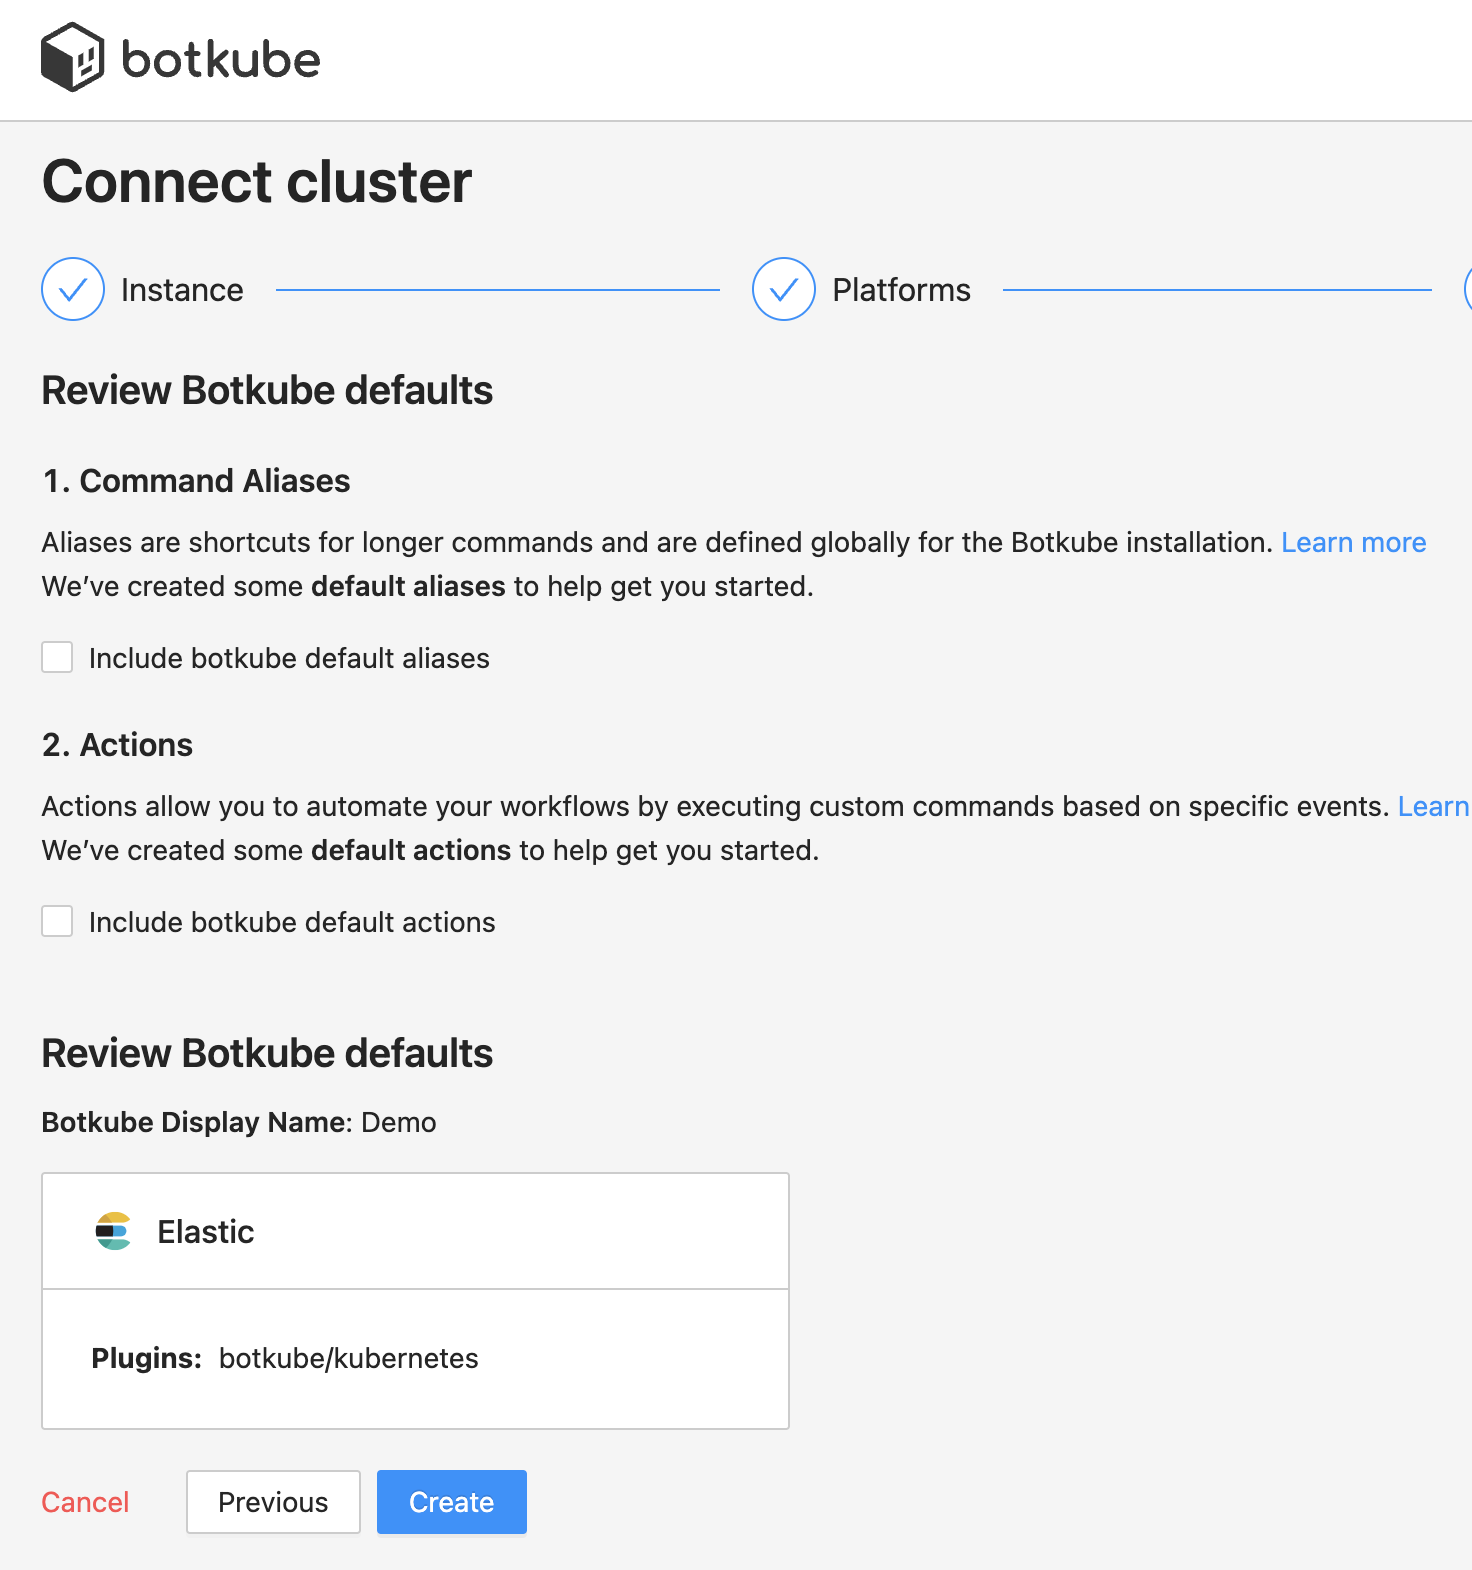 botkube
Connect cluster
Instance
Platforms
Review Botkube defaults
1. Command Aliases
Aliases are shortcuts for longer commands and are defined globally for the Botkube installation. Learn more
We’ve created some default aliases to help get you started.
Include botkube default aliases
2. Actions
Actions allow you to automate your workflows by executing custom commands based on specific events. Learn
We’ve created some default actions to help get you started.
Include botkube default actions
Review Botkube defaults
Botkube Display Name: Demo
Elastic
Plugins: botkube/kubernetes
Cancel
Previous
Create